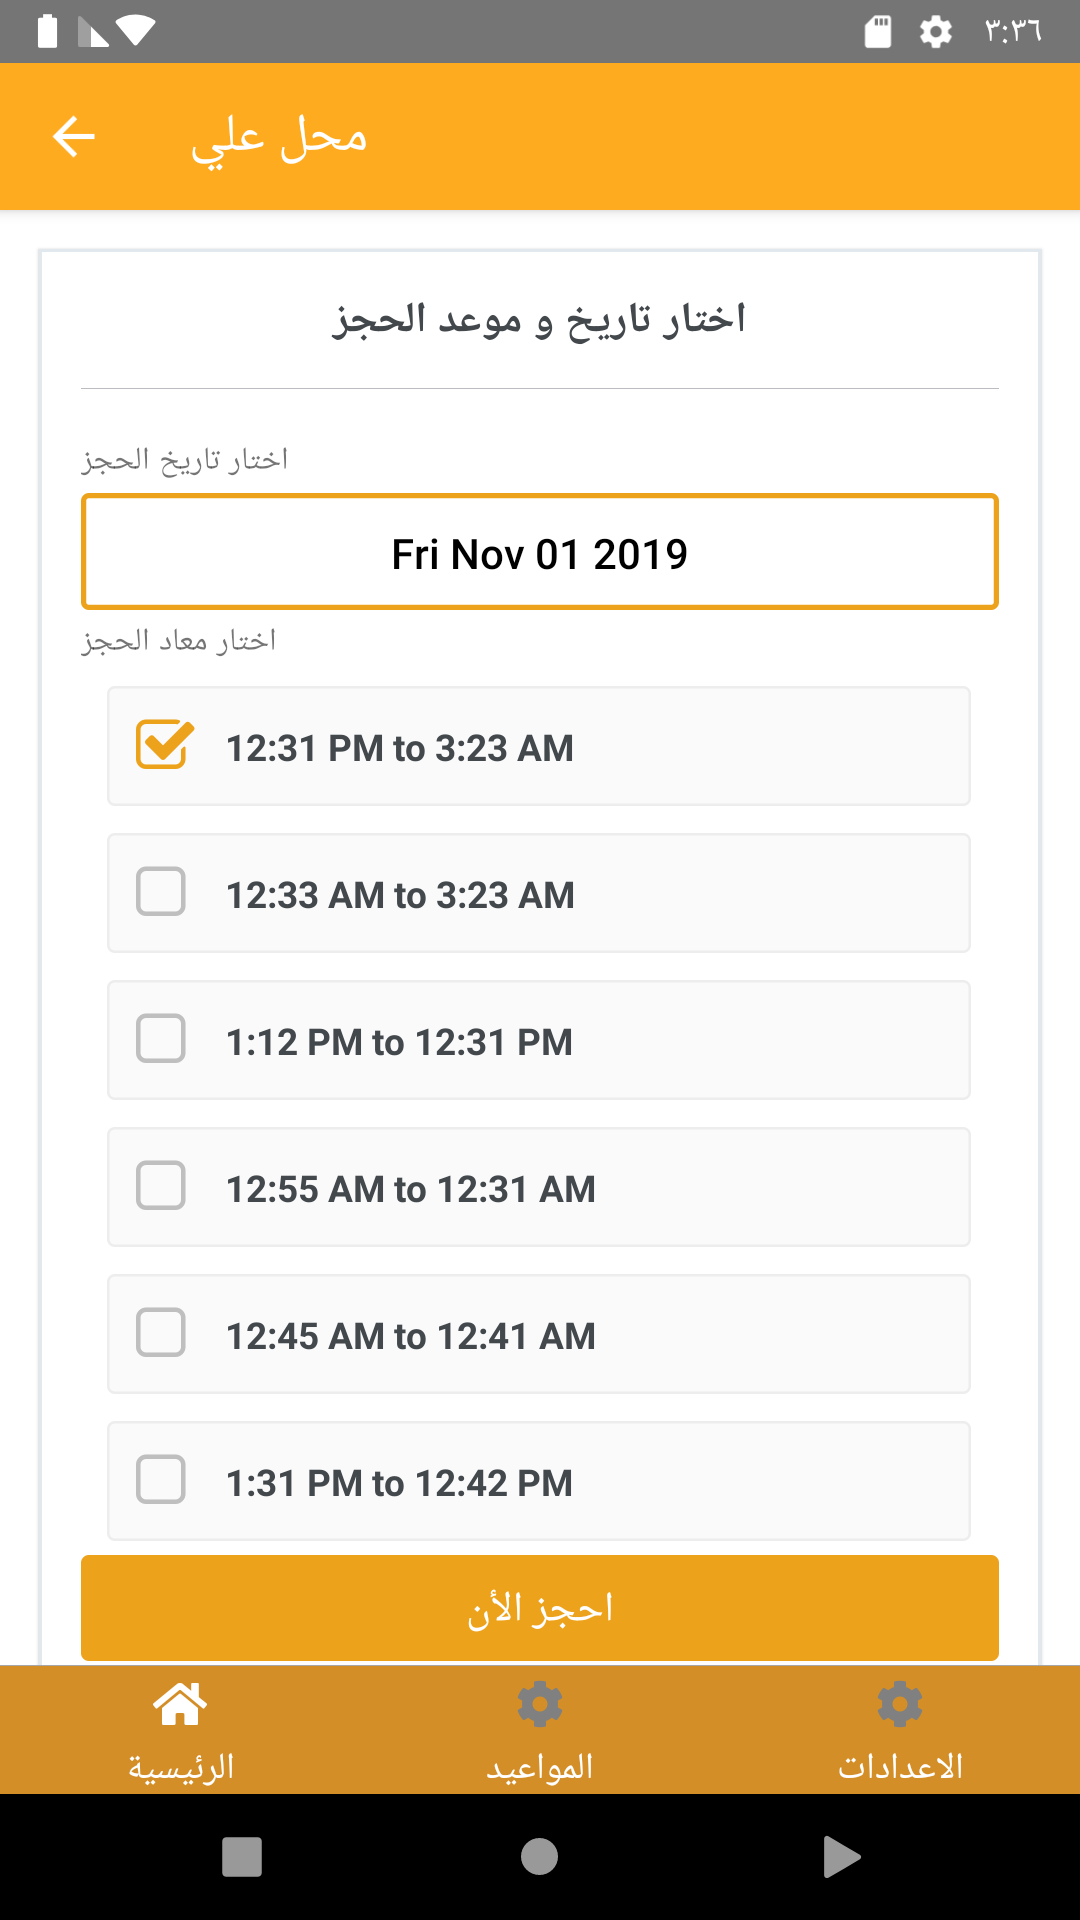 ٣:٣٦
محل علي
اختار تاريخ و موعد الحجز
اختار تاريخ الحجز
Fri Nov 01 2019
اختار معاد الحجز
12:31 PM to 3:23 AM
12:33 AM to 3:23 AM
1:12 PM to 12:31 PM
12:55 AM to 12:31 AM
12:45 AM to 12:41 AM
1:31 PM to 12:42 PM
احجز الأن
الرئيسية
المواعيد
الاعدادات